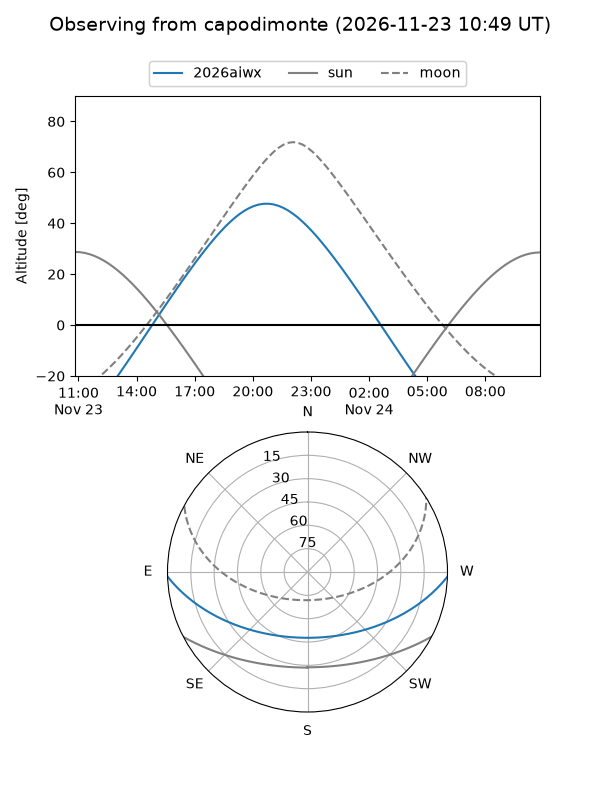 Observing from capodimonte (2026-11-23 10:49 UT)
2026aiwx sun moon
Altitude [deg]
80
60
40
20
0
−20
11:00 14:00 17:00 20:00 23:00 02:00 05:00 08:00
Nov 23 Nov 24
N
NE NW
15
30
45
60
75
E W
SE SW
S